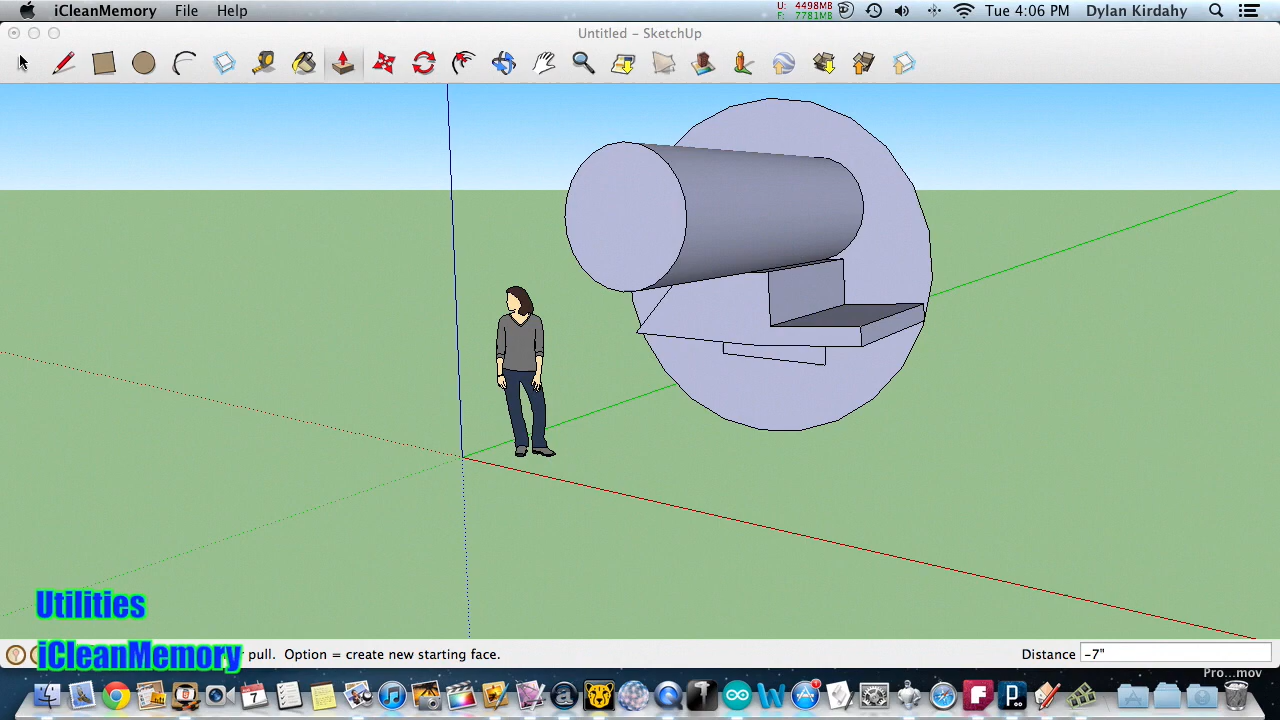 iCleanMemory File Help U: 4498MB F: 7781MB Tue 4:06 PM Dylan Kirdahy
Untitled – SketchUp
Utilities
iCleanMemory
pull. Option = create new starting face. Distance -7"
Pro...mov
7